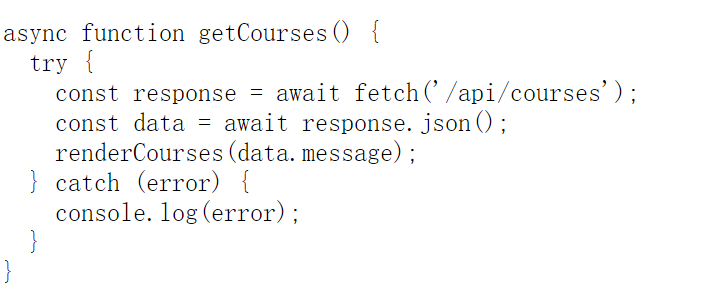 async function getCourses() {
  try {
    const response = await fetch('/api/courses');
    const data = await response.json();
    renderCourses(data.message);
  } catch (error) {
    console.log(error);
  }
}